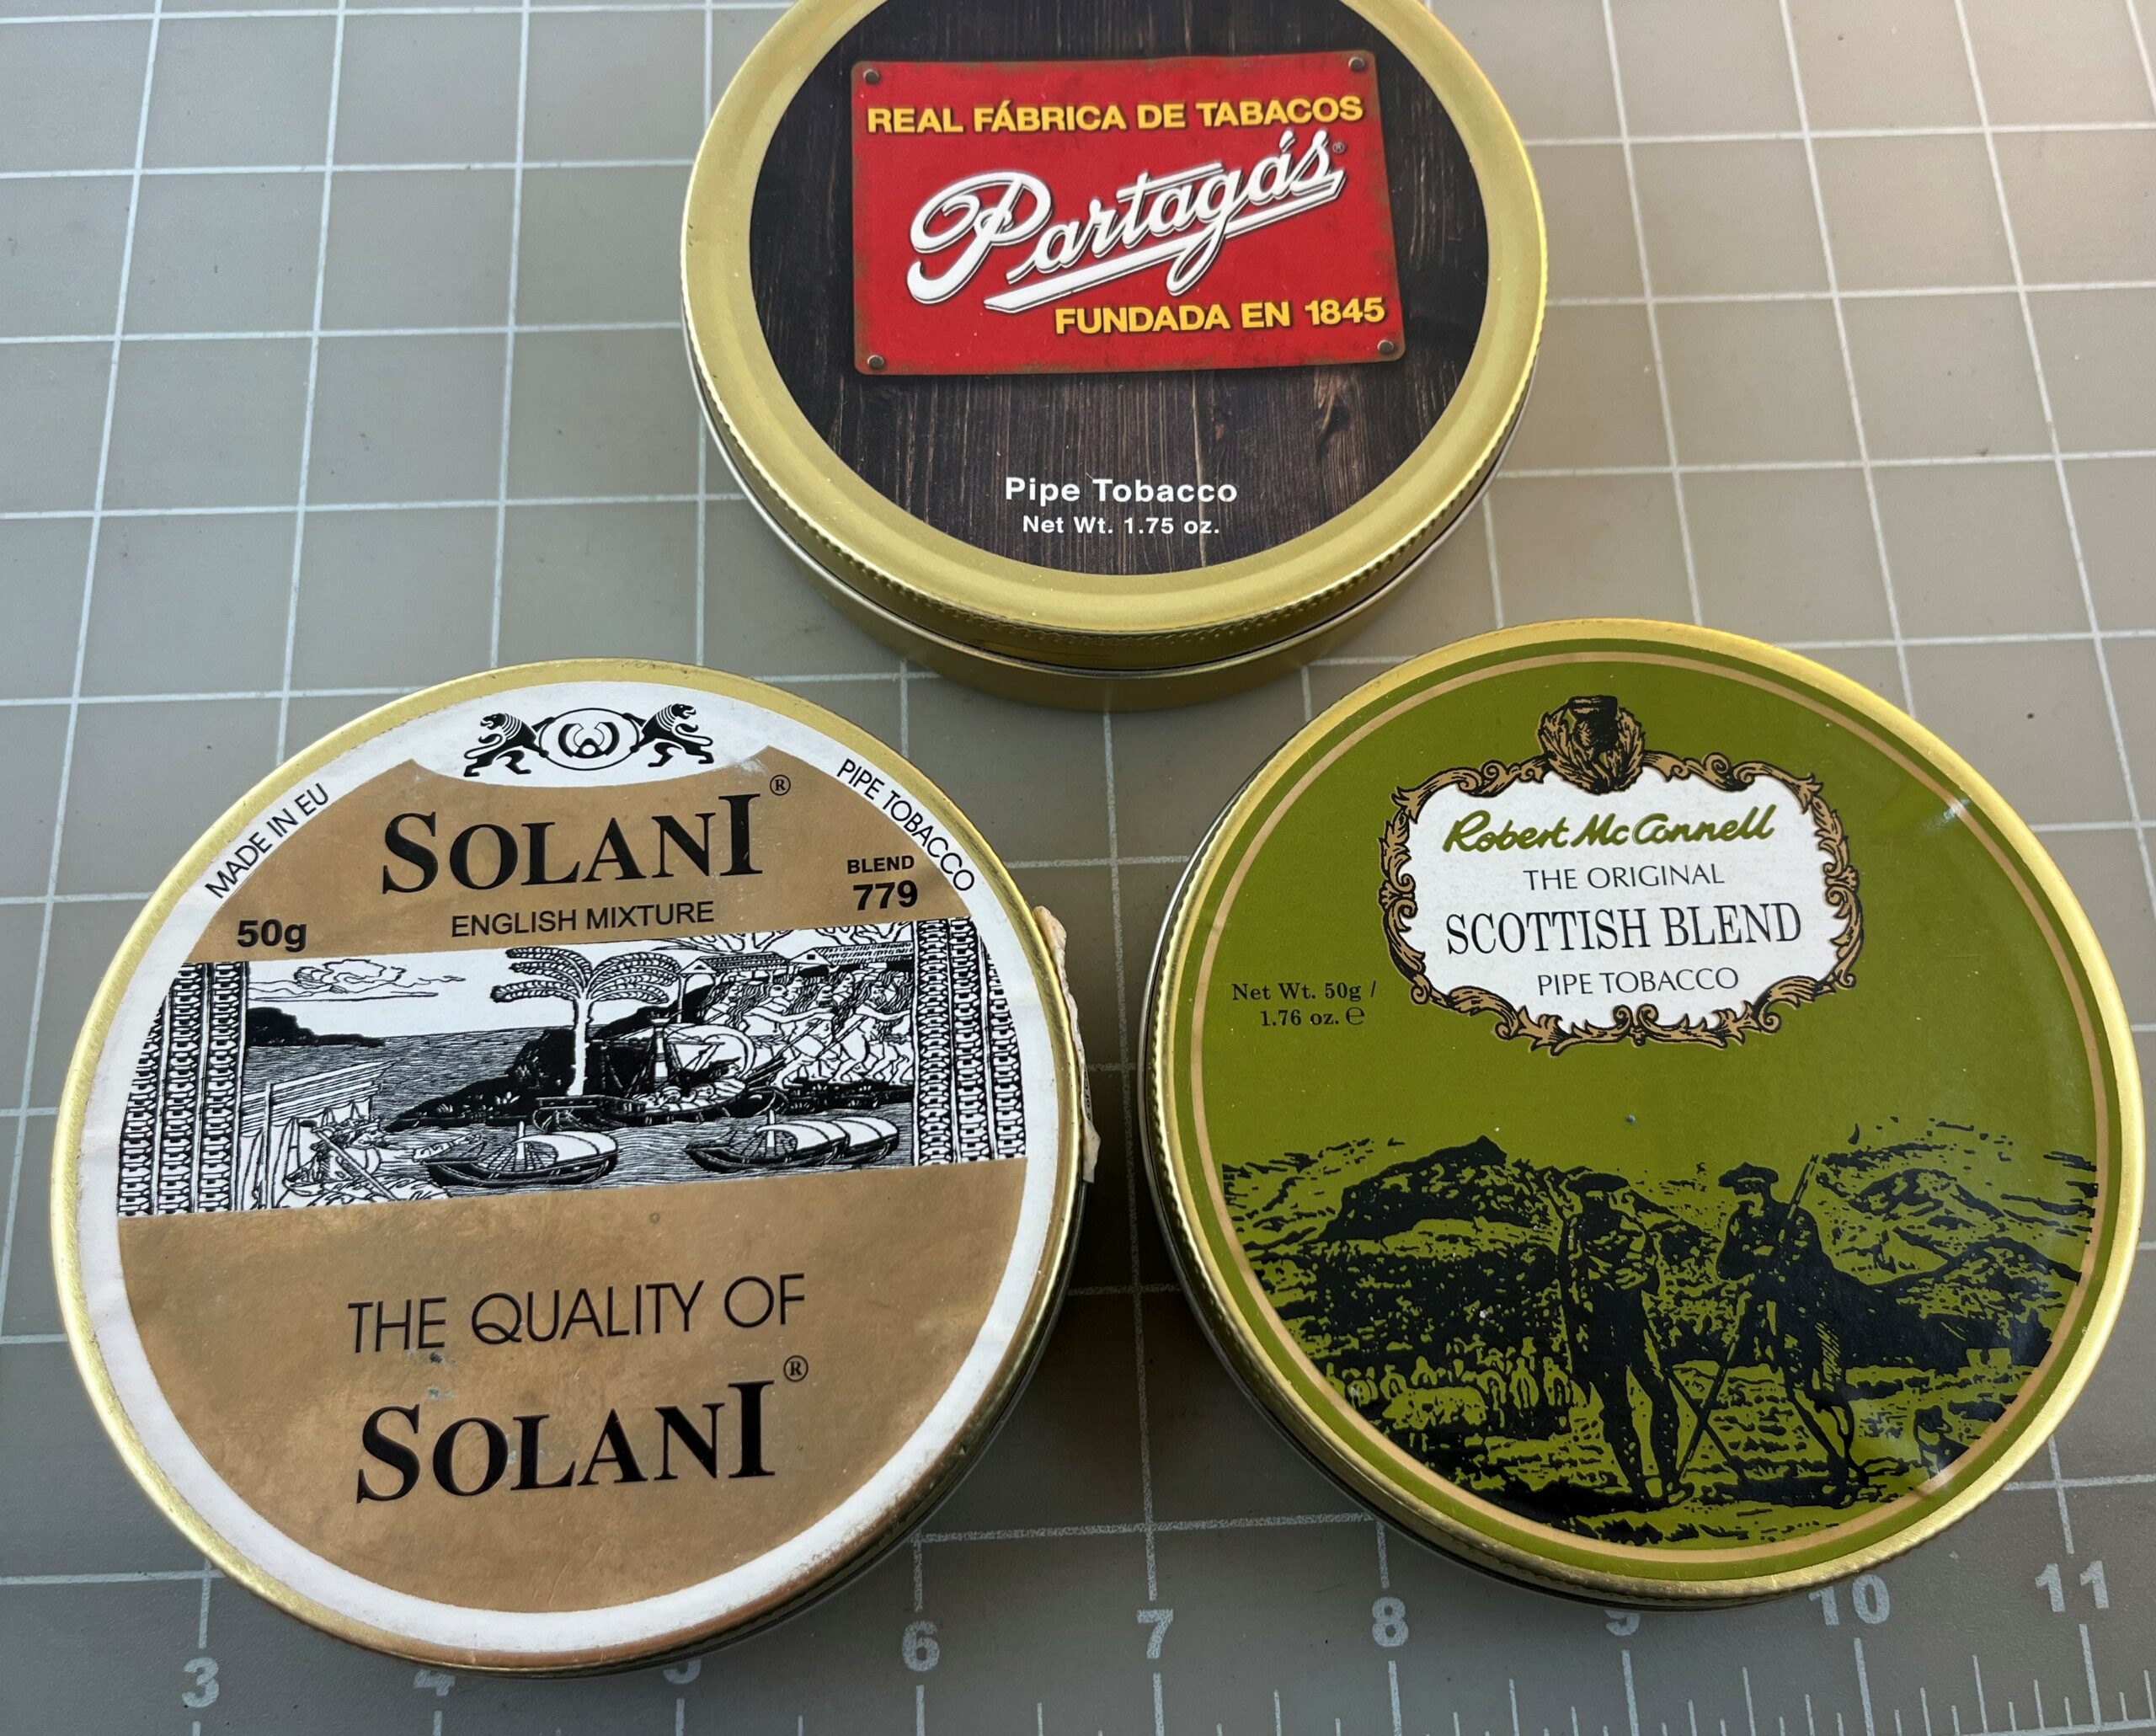 REAL FÁBRICA DE TABACOS
Partagás®
FUNDADA EN 1845
Pipe Tobacco
Net Wt. 1.75 oz.
MADE IN EU
PIPE TOBACCO
SOLANI®
BLEND
779
50g
ENGLISH MIXTURE
THE QUALITY OF
SOLANI®
Robert McConnell
THE ORIGINAL
SCOTTISH BLEND
PIPE TOBACCO
Net Wt. 50g /
1.76 oz. ℮
3 4 5 6 7 8 9 10 11